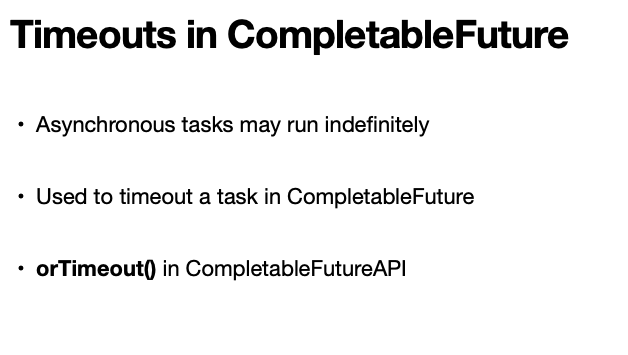 Timeouts in CompletableFuture
• Asynchronous tasks may run indefinitely
• Used to timeout a task in CompletableFuture
• orTimeout() in CompletableFutureAPI